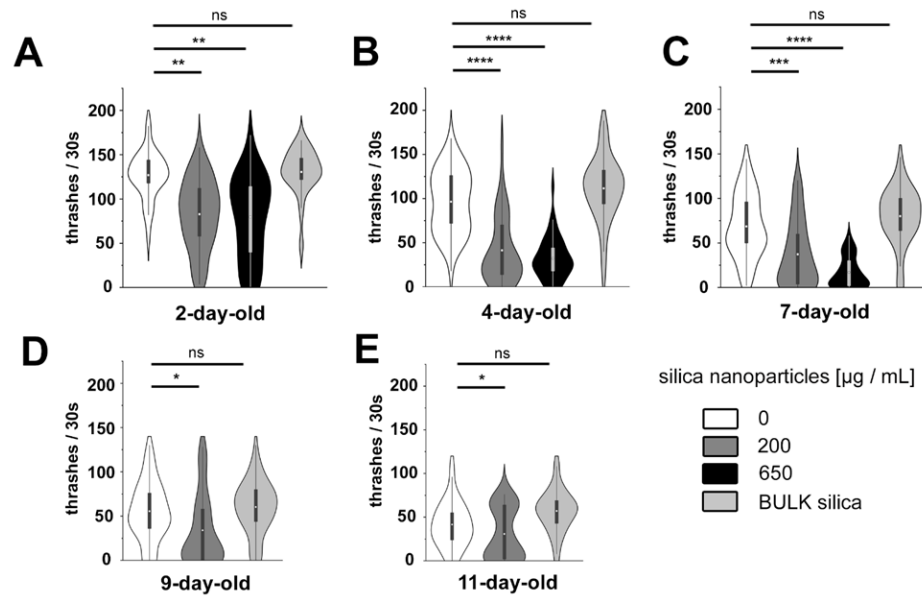 A
ns
**
**
thrashes / 30s
200
150
100
50
0
2-day-old
B
ns
****
****
thrashes / 30s
200
150
100
50
0
4-day-old
C
ns
****
***
thrashes / 30s
200
150
100
50
0
7-day-old
D
ns
*
thrashes / 30s
200
150
100
50
0
9-day-old
E
ns
*
thrashes / 30s
200
150
100
50
0
11-day-old
silica nanoparticles [µg / mL]
0
200
650
BULK silica